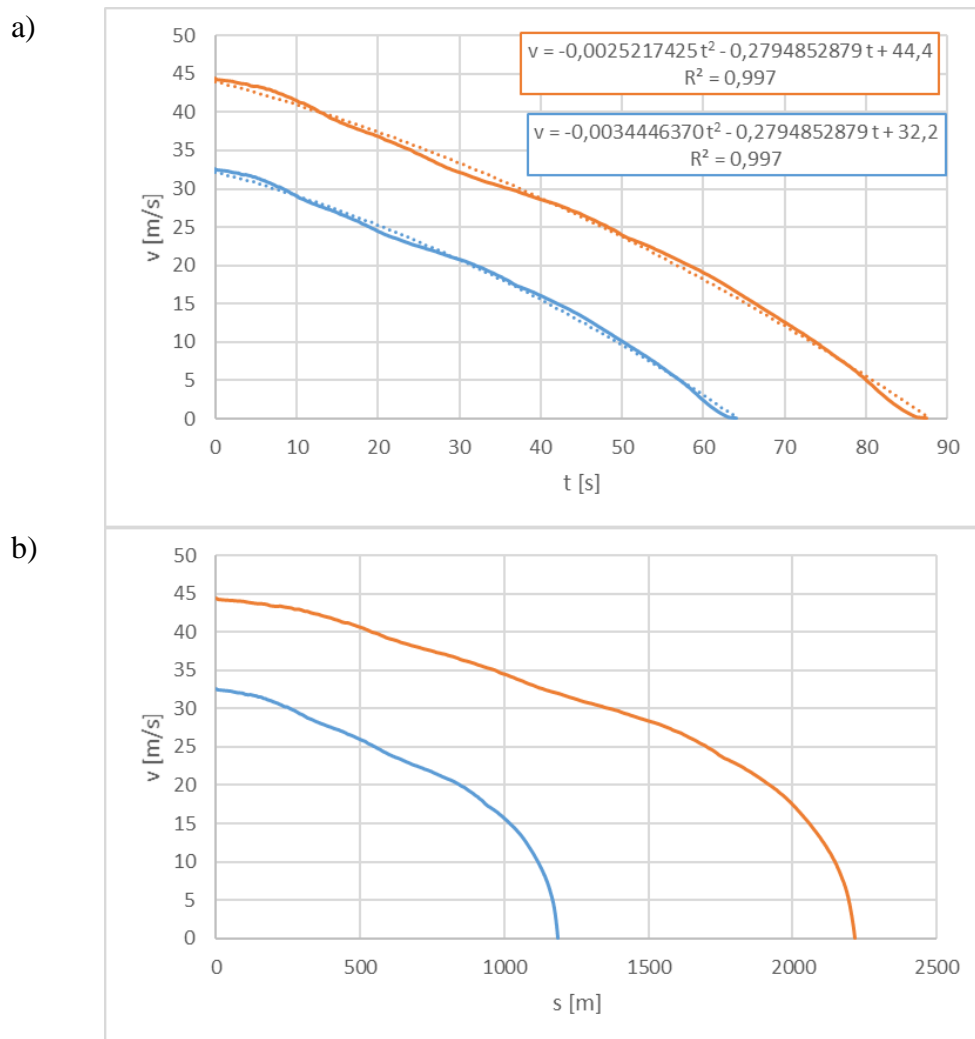 a)
50
45
40
35
30
25
20
15
10
5
0
v [m/s]
v = -0,0025217425 t² - 0,2794852879 t + 44,4
R² = 0,997
v = -0,0034446370 t² - 0,2794852879 t + 32,2
R² = 0,997
0 10 20 30 40 50 60 70 80 90
t [s]
b)
50
45
40
35
30
25
20
15
10
5
0
v [m/s]
0 500 1000 1500 2000 2500
s [m]